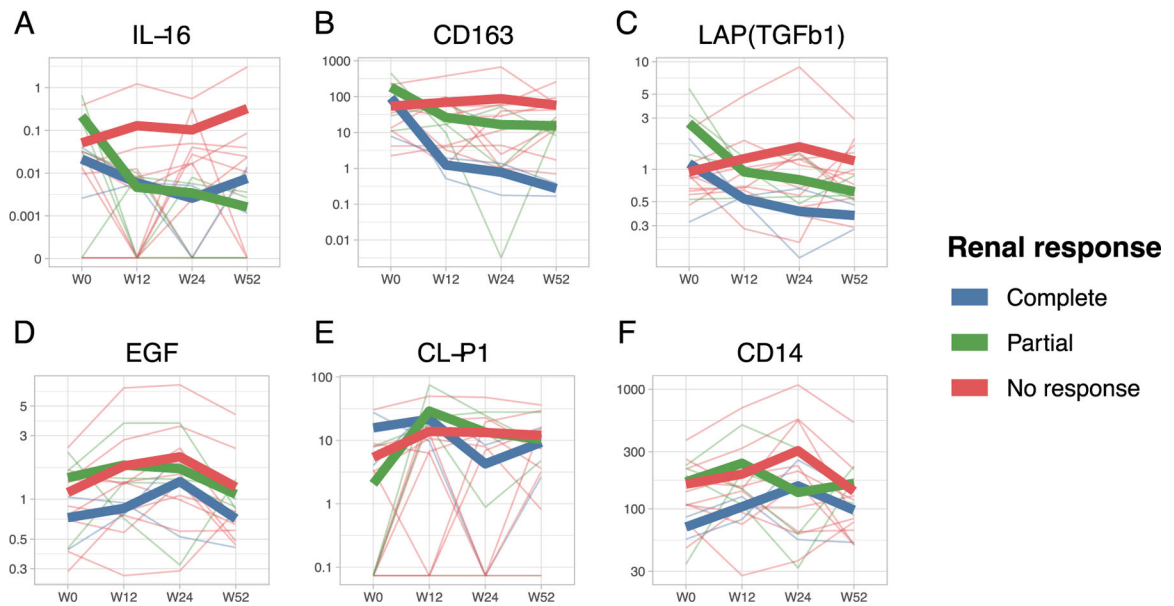 A
IL-16
1
0.1
0.01
0.001
0
W0 W12 W24 W52
B
CD163
1000
100
10
1
0.1
0.01
W0 W12 W24 W52
C
LAP(TGFb1)
10
5
3
1
0.5
0.3
W0 W12 W24 W52
Renal response
Complete
Partial
No response
D
EGF
5
3
1
0.5
0.3
W0 W12 W24 W52
E
CL-P1
100
10
1
0.1
W0 W12 W24 W52
F
CD14
1000
300
100
30
W0 W12 W24 W52